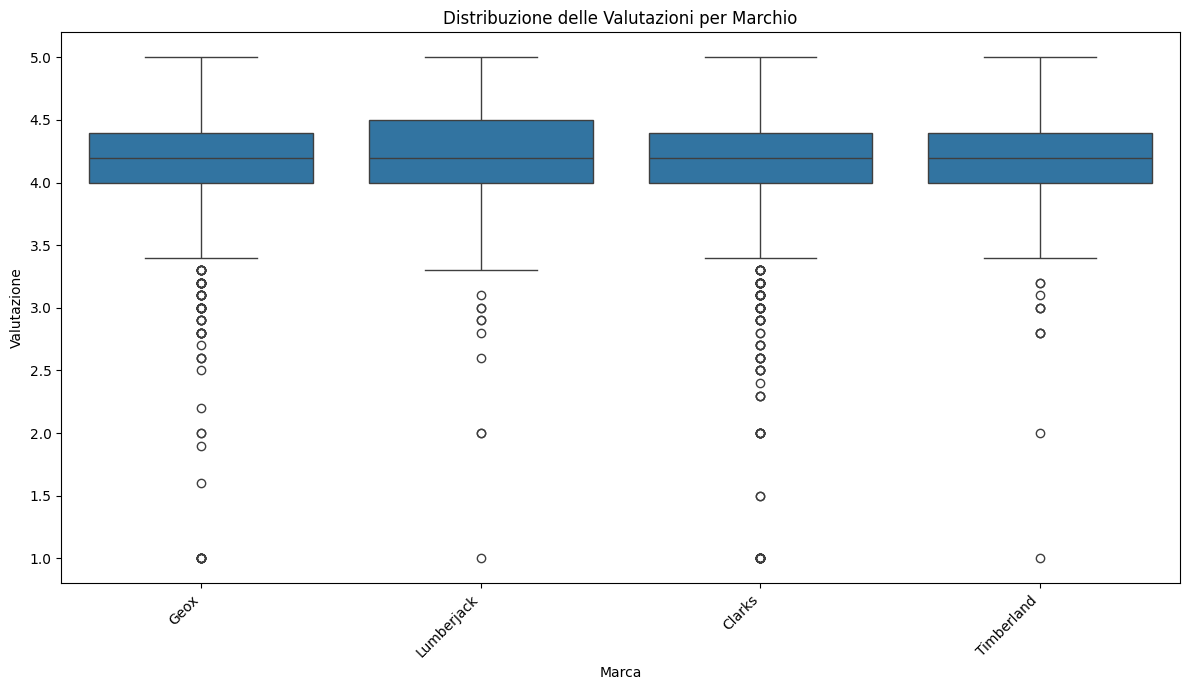 Distribuzione delle Valutazioni per Marchio
Valutazione
5.0
4.5
4.0
3.5
3.0
2.5
2.0
1.5
1.0
Geox
Lumberjack
Clarks
Timberland
Marca